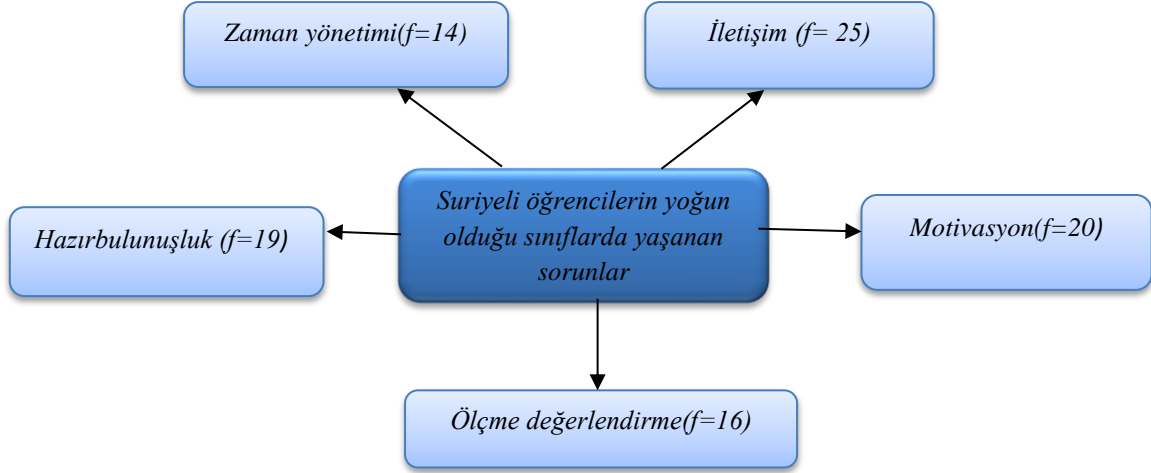 Zaman yönetimi(f=14)
İletişim (f= 25)
Suriyeli öğrencilerin yoğun
olduğu sınıflarda yaşanan
sorunlar
Hazırbulunuşluk (f=19)
Motivasyon(f=20)
Ölçme değerlendirme(f=16)